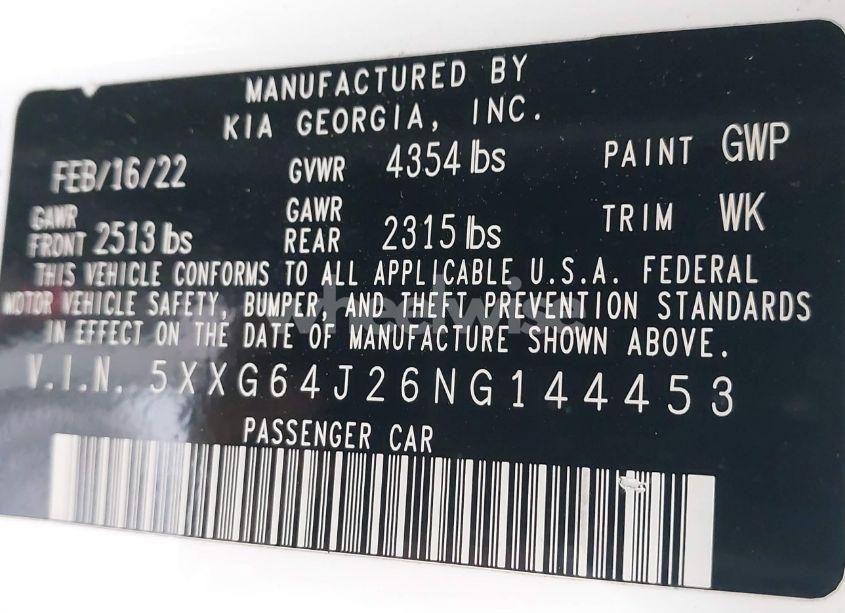 MANUFACTURED BY
KIA GEORGIA, INC.
FEB/16/22 GVWR 4354 lbs PAINT GWP
GAWR FRONT 2513 lbs GAWR REAR 2315 lbs TRIM WK
THIS VEHICLE CONFORMS TO ALL APPLICABLE U.S.A. FEDERAL
MOTOR VEHICLE SAFETY, BUMPER, AND THEFT PREVENTION STANDARDS
IN EFFECT ON THE DATE OF MANUFACTURE SHOWN ABOVE.
V.I.N. 5XXG64J26NG144453
PASSENGER CAR
wheelwise